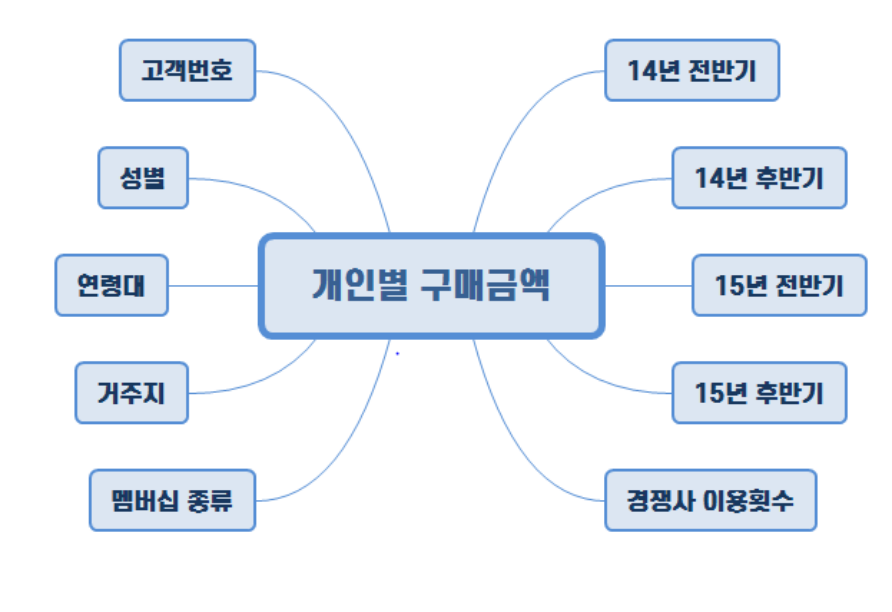 고객번호
성별
연령대
거주지
멤버십 종류
개인별 구매금액
14년 전반기
14년 후반기
15년 전반기
15년 후반기
경쟁사 이용횟수